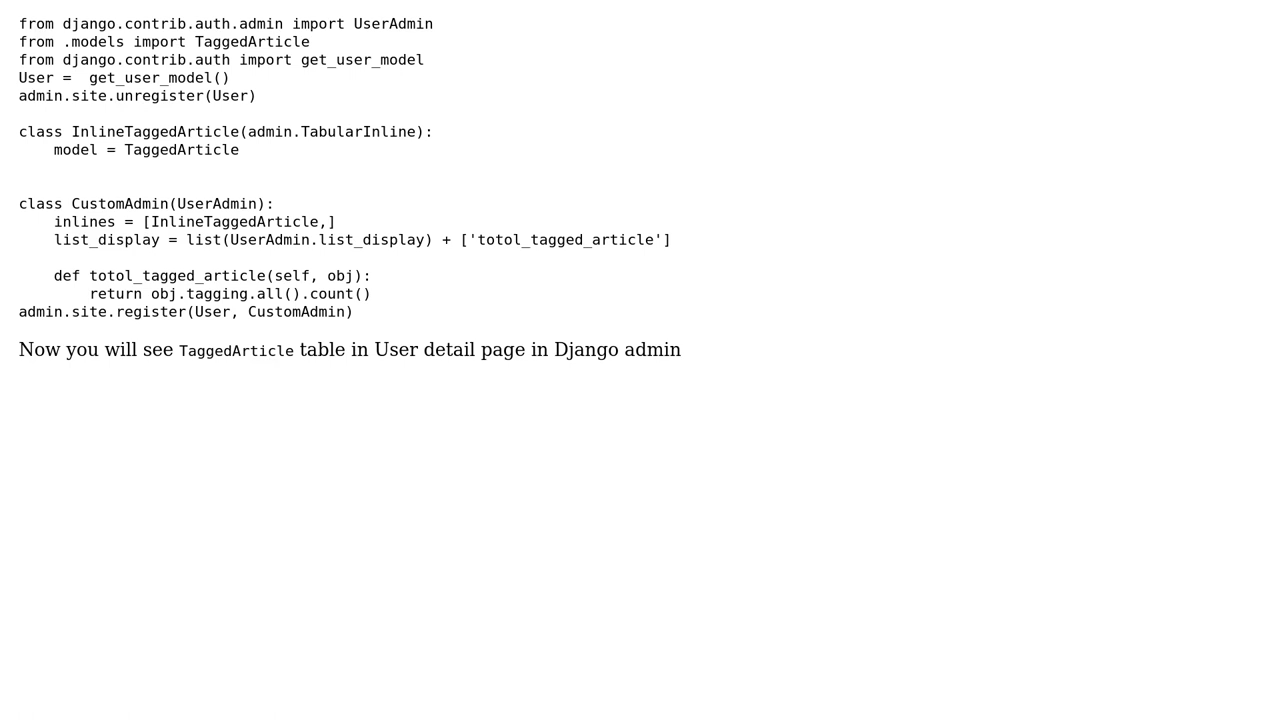 from django.contrib.auth.admin import UserAdmin
from .models import TaggedArticle
from django.contrib.auth import get_user_model
User =  get_user_model()
admin.site.unregister(User)

class InlineTaggedArticle(admin.TabularInline):
    model = TaggedArticle


class CustomAdmin(UserAdmin):
    inlines = [InlineTaggedArticle,]
    list_display = list(UserAdmin.list_display) + ['totol_tagged_article']

    def totol_tagged_article(self, obj):
        return obj.tagging.all().count()
admin.site.register(User, CustomAdmin)

Now you will see TaggedArticle table in User detail page in Django admin